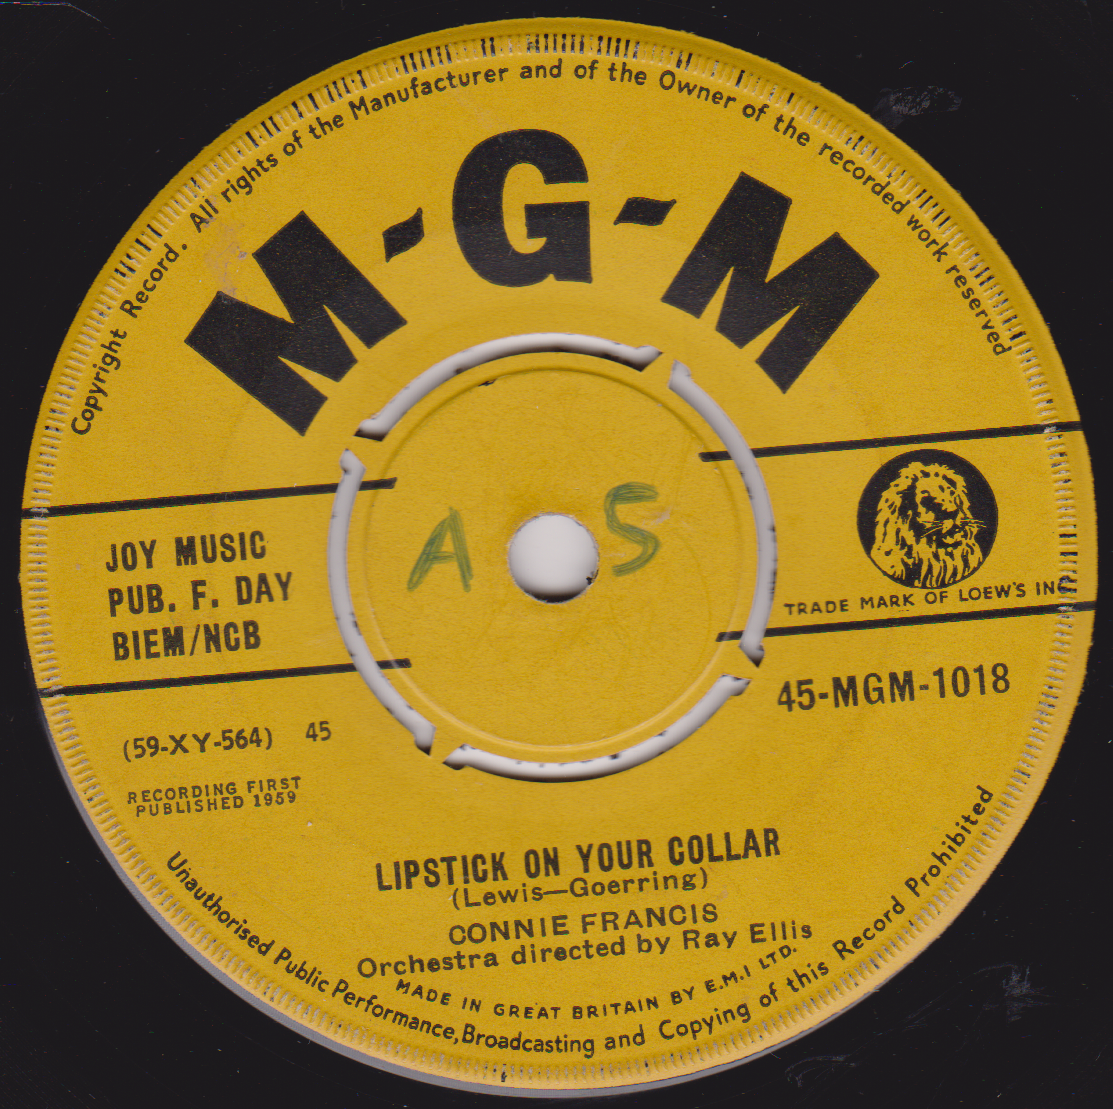 Copyright Record. All rights of the Manufacturer and of the Owner of the recorded work reserved
M-G-M
JOY MUSIC
PUB. F. DAY
BIEM/NCB
A S
TRADE MARK OF LOEW'S INC.
45-MGM-1018
(59-XY-564) 45
RECORDING FIRST
PUBLISHED 1959
LIPSTICK ON YOUR COLLAR
(Lewis—Goerring)
CONNIE FRANCIS
Orchestra directed by Ray Ellis
MADE IN GREAT BRITAIN BY E.M.I LTD.
Unauthorised Public Performance, Broadcasting and Copying of this Record Prohibited